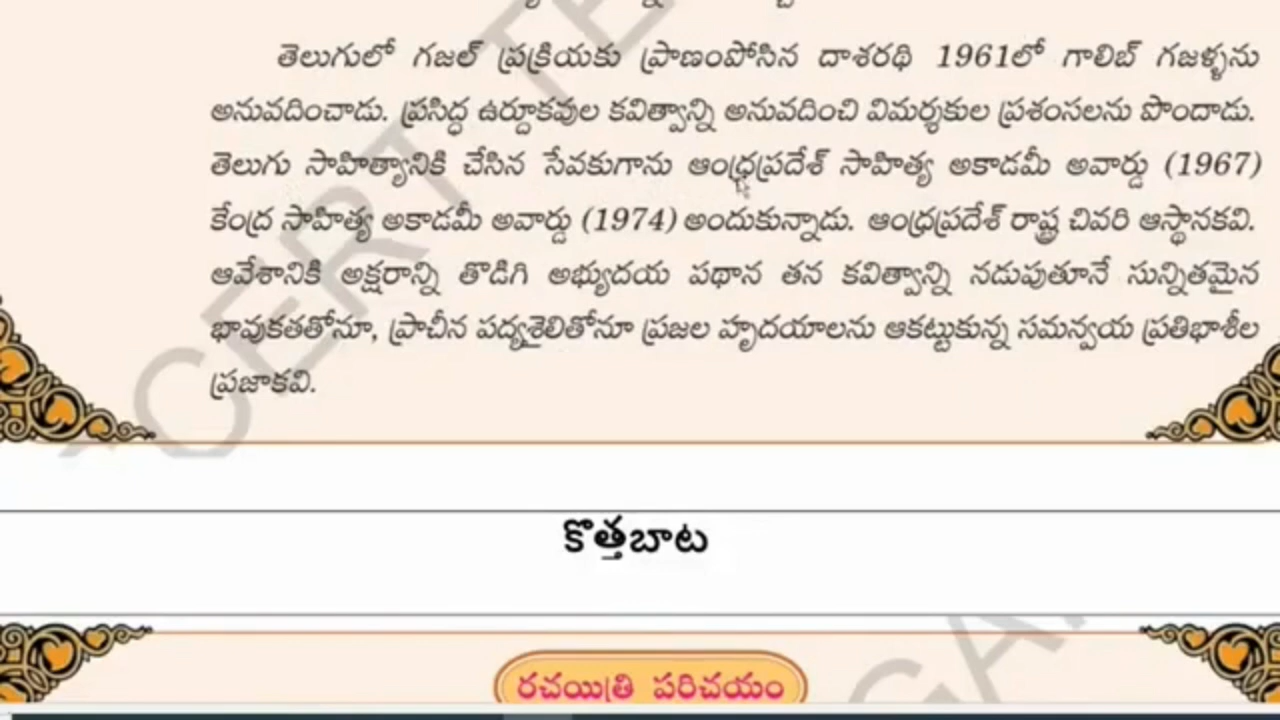 తెలుగులో గజల్ ప్రక్రియకు ప్రాణంపోసిన దాశరథి 1961లో గాలిబ్ గజళ్ళను
అనువదించాడు. ప్రసిద్ధ ఉర్దూకవుల కవిత్వాన్ని అనువదించి విమర్శకుల ప్రశంసలను పొందాడు.
తెలుగు సాహిత్యానికి చేసిన సేవకుగాను ఆంధ్రప్రదేశ్ సాహిత్య అకాడమీ అవార్డు (1967)
కేంద్ర సాహిత్య అకాడమీ అవార్డు (1974) అందుకున్నాడు. ఆంధ్రప్రదేశ్ రాష్ట్ర చివరి ఆస్థానకవి.
ఆవేశానికి అక్షరాన్ని తొడిగి అభ్యుదయ పథాన తన కవిత్వాన్ని నడుపుతూనే సున్నితమైన
భావుకతతోనూ, ప్రాచీన పద్యశైలితోనూ ప్రజల హృదయాలను ఆకట్టుకున్న సమన్వయ ప్రతిభాశీల
ప్రజాకవి.
కొత్తబాట
రచయిత్రి పరిచయం